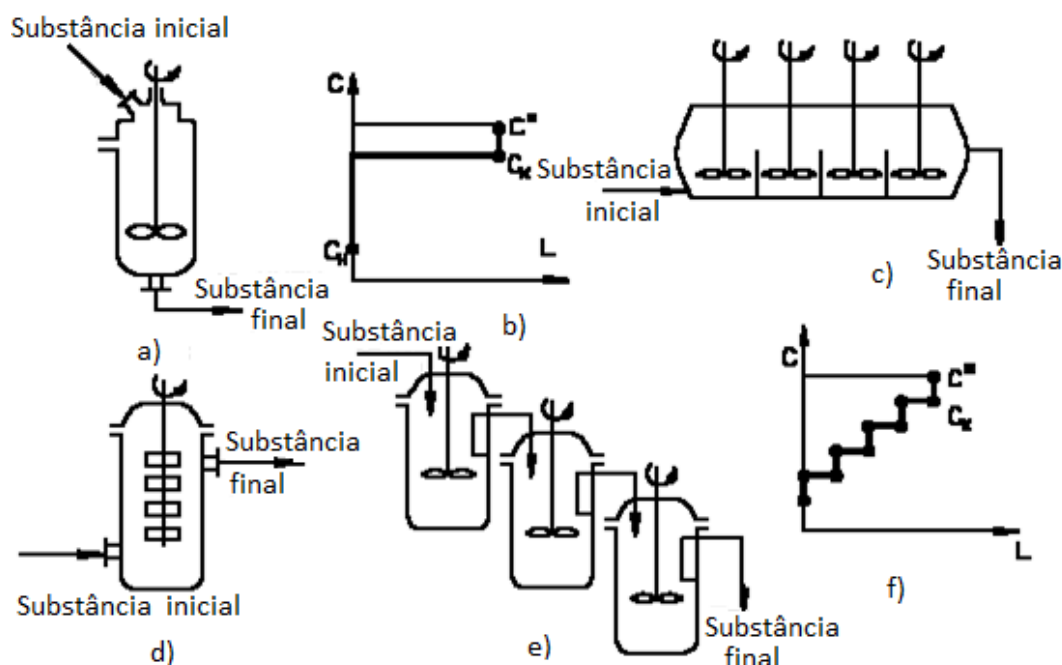 Substância inicial
C
C*
Cк
Cн
L
b)
Substância
inicial
Substância
final
c)
Substância
final
a)
Substância
inicial
Substância
final
Substância inicial
d)
Substância
final
e)
C
C*
Cк
L
f)